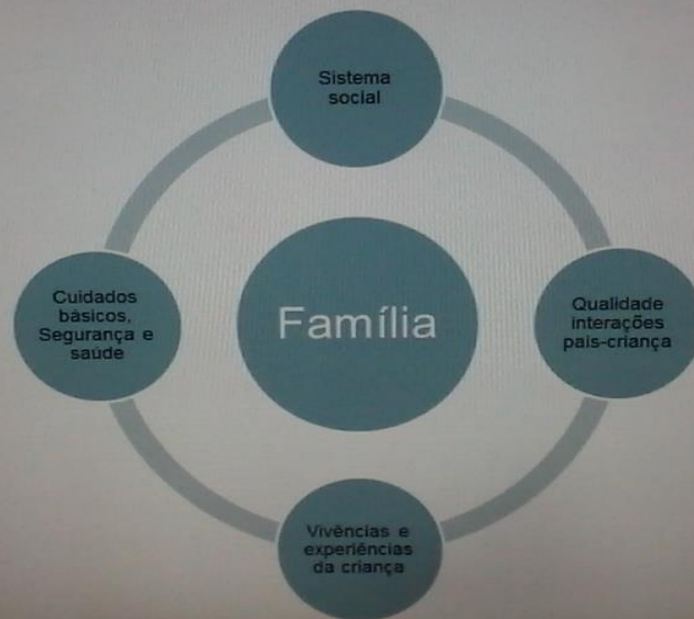 Sistema
social
Cuidados
básicos,
Segurança e
saúde
Família
Qualidade
interações
pais-criança
Vivências e
experiências
da criança